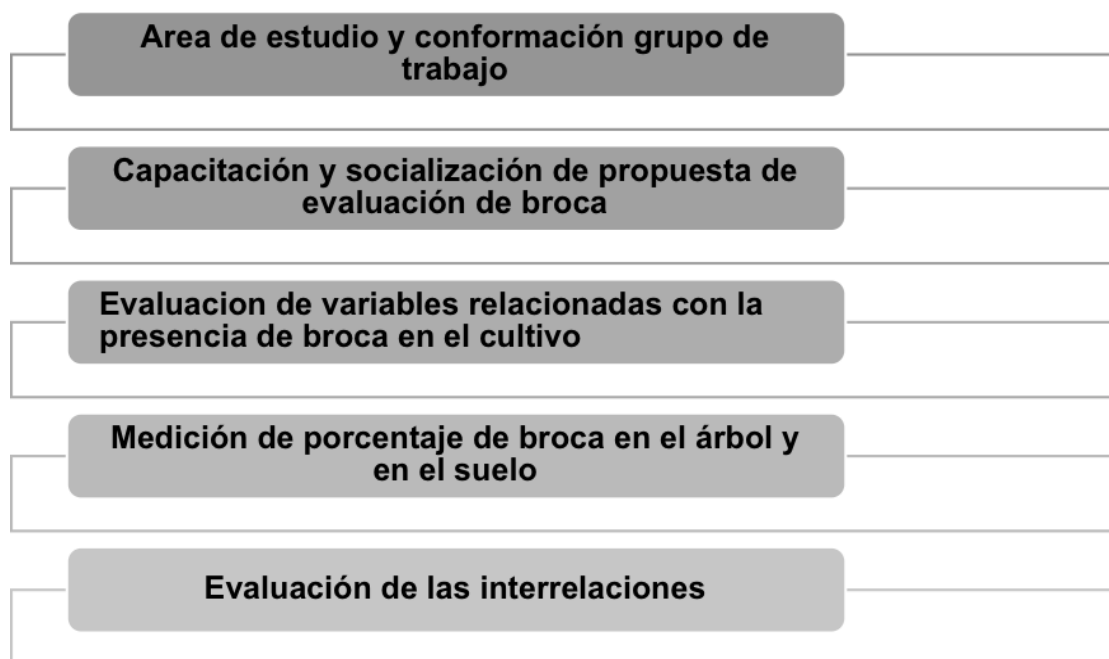 Area de estudio y conformación grupo de
trabajo
Capacitación y socialización de propuesta de
evaluación de broca
Evaluacion de variables relacionadas con la
presencia de broca en el cultivo
Medición de porcentaje de broca en el árbol y
en el suelo
Evaluación de las interrelaciones